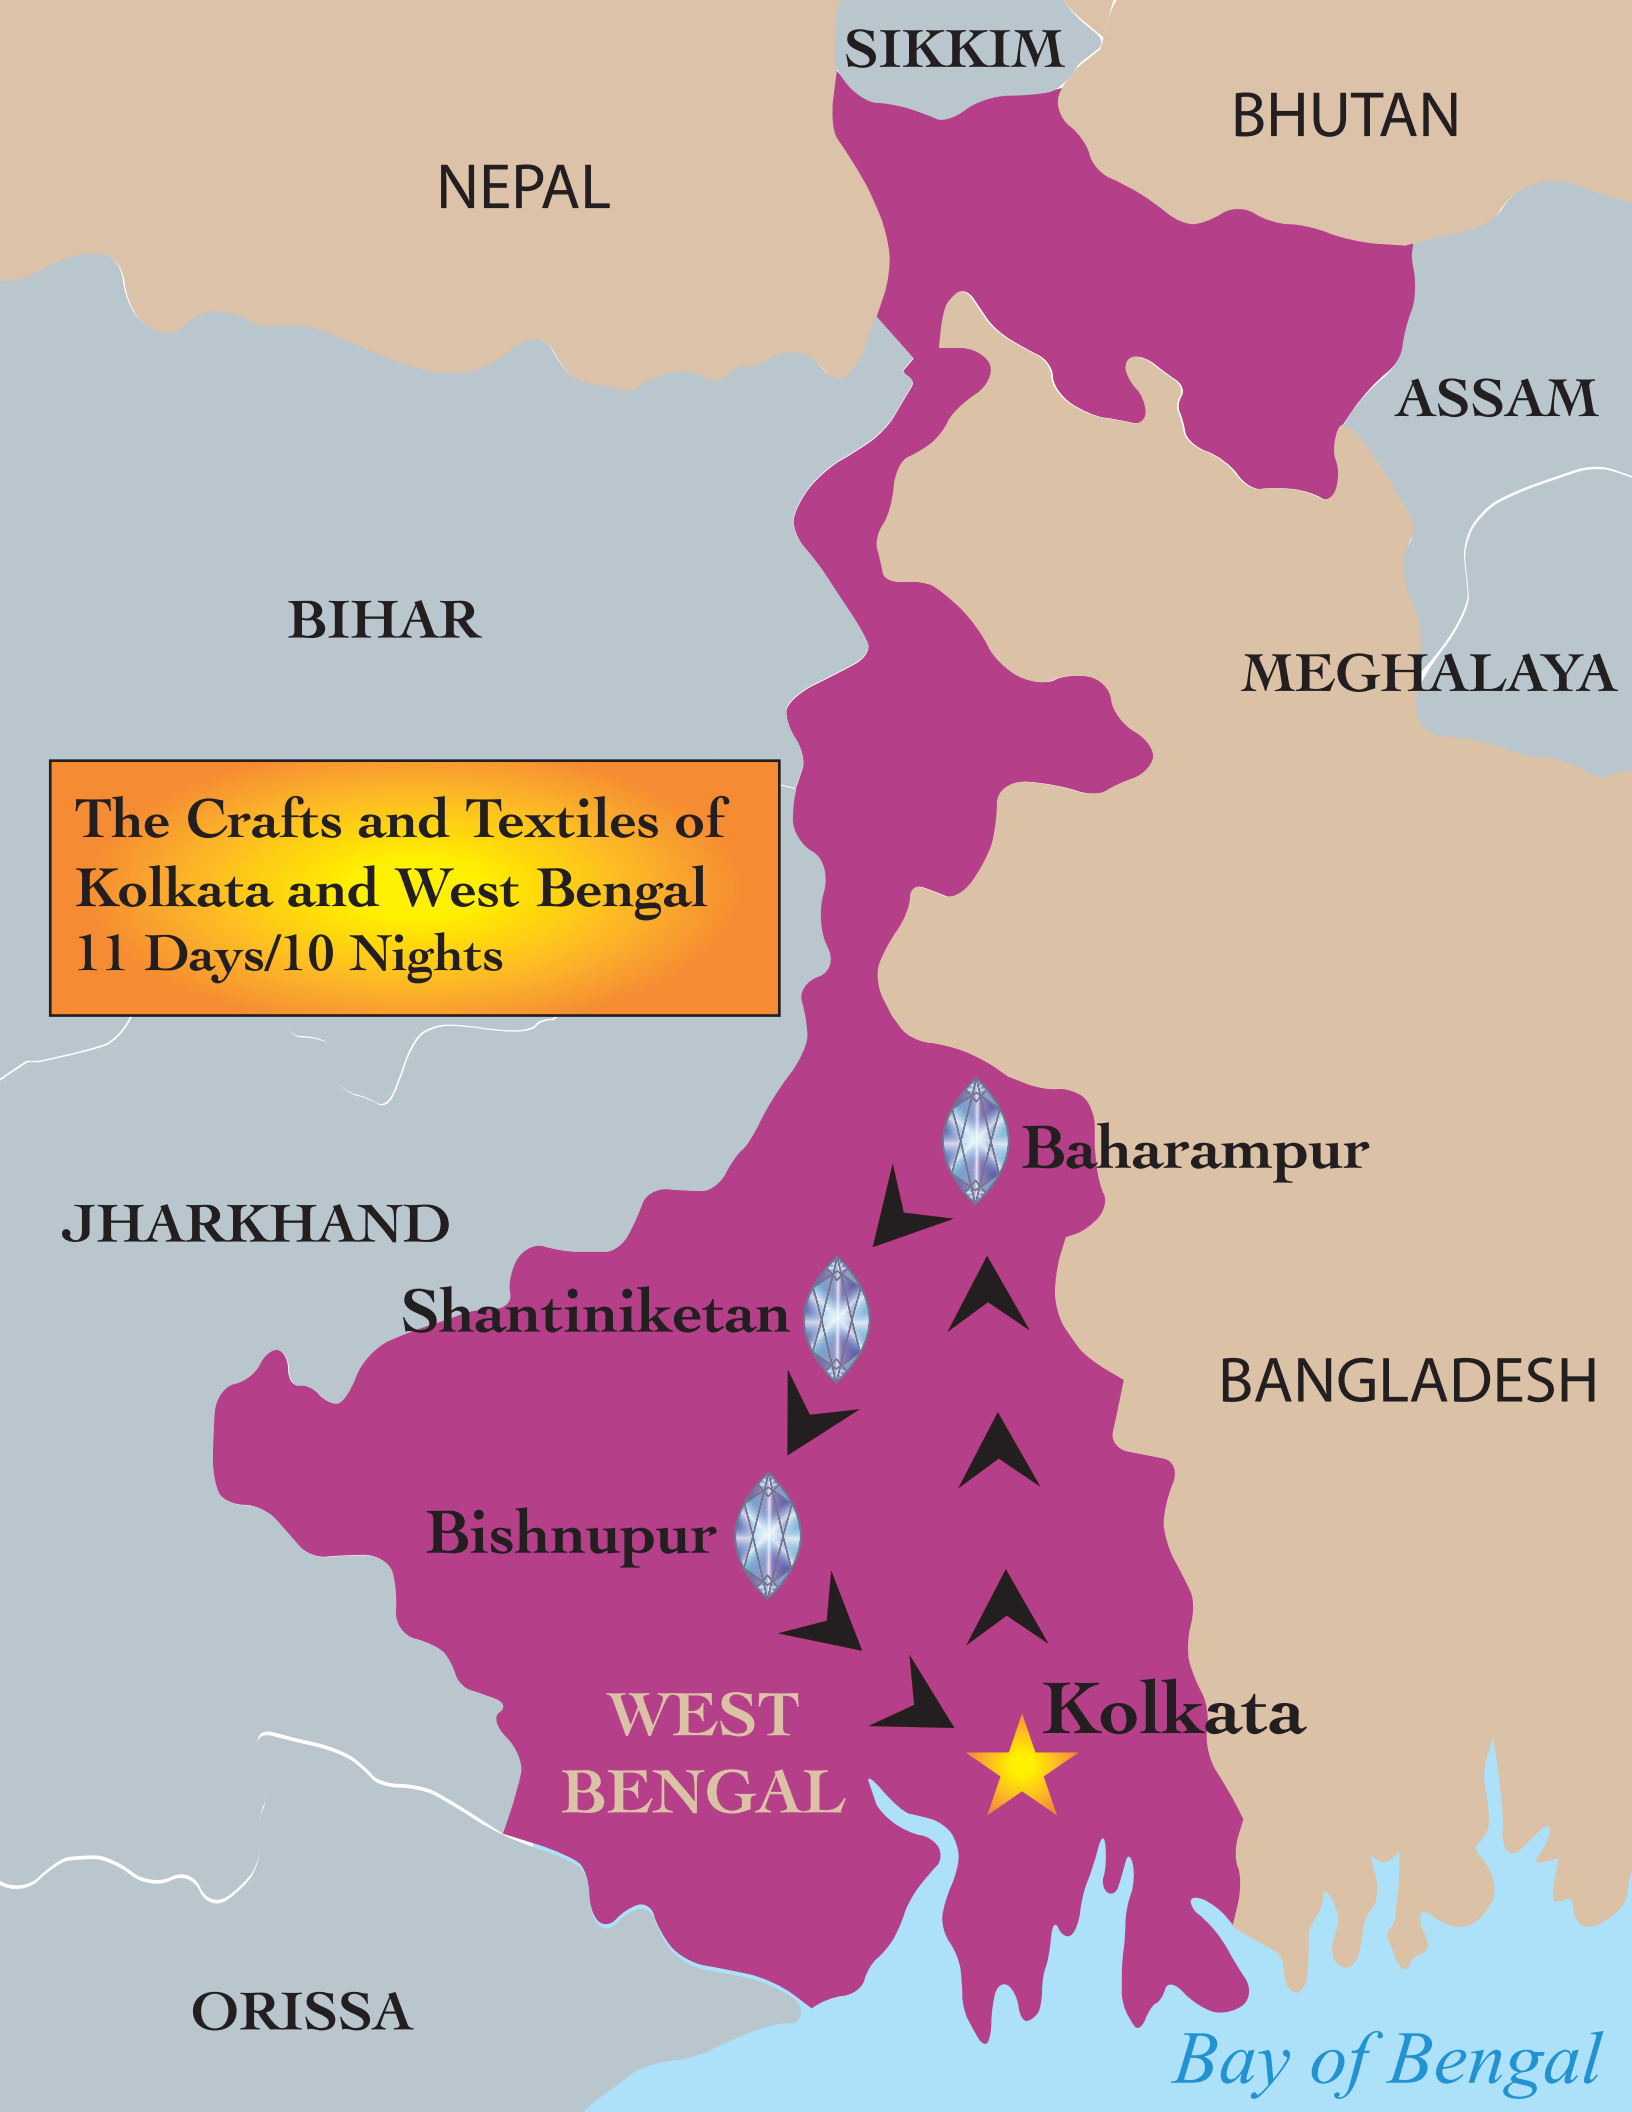 SIKKIM
BHUTAN
NEPAL
ASSAM
BIHAR
MEGHALAYA
The Crafts and Textiles of
Kolkata and West Bengal
11 Days/10 Nights
Baharampur
JHARKHAND
Shantiniketan
BANGLADESH
Bishnupur
WEST
BENGAL
Kolkata
ORISSA
Bay of Bengal